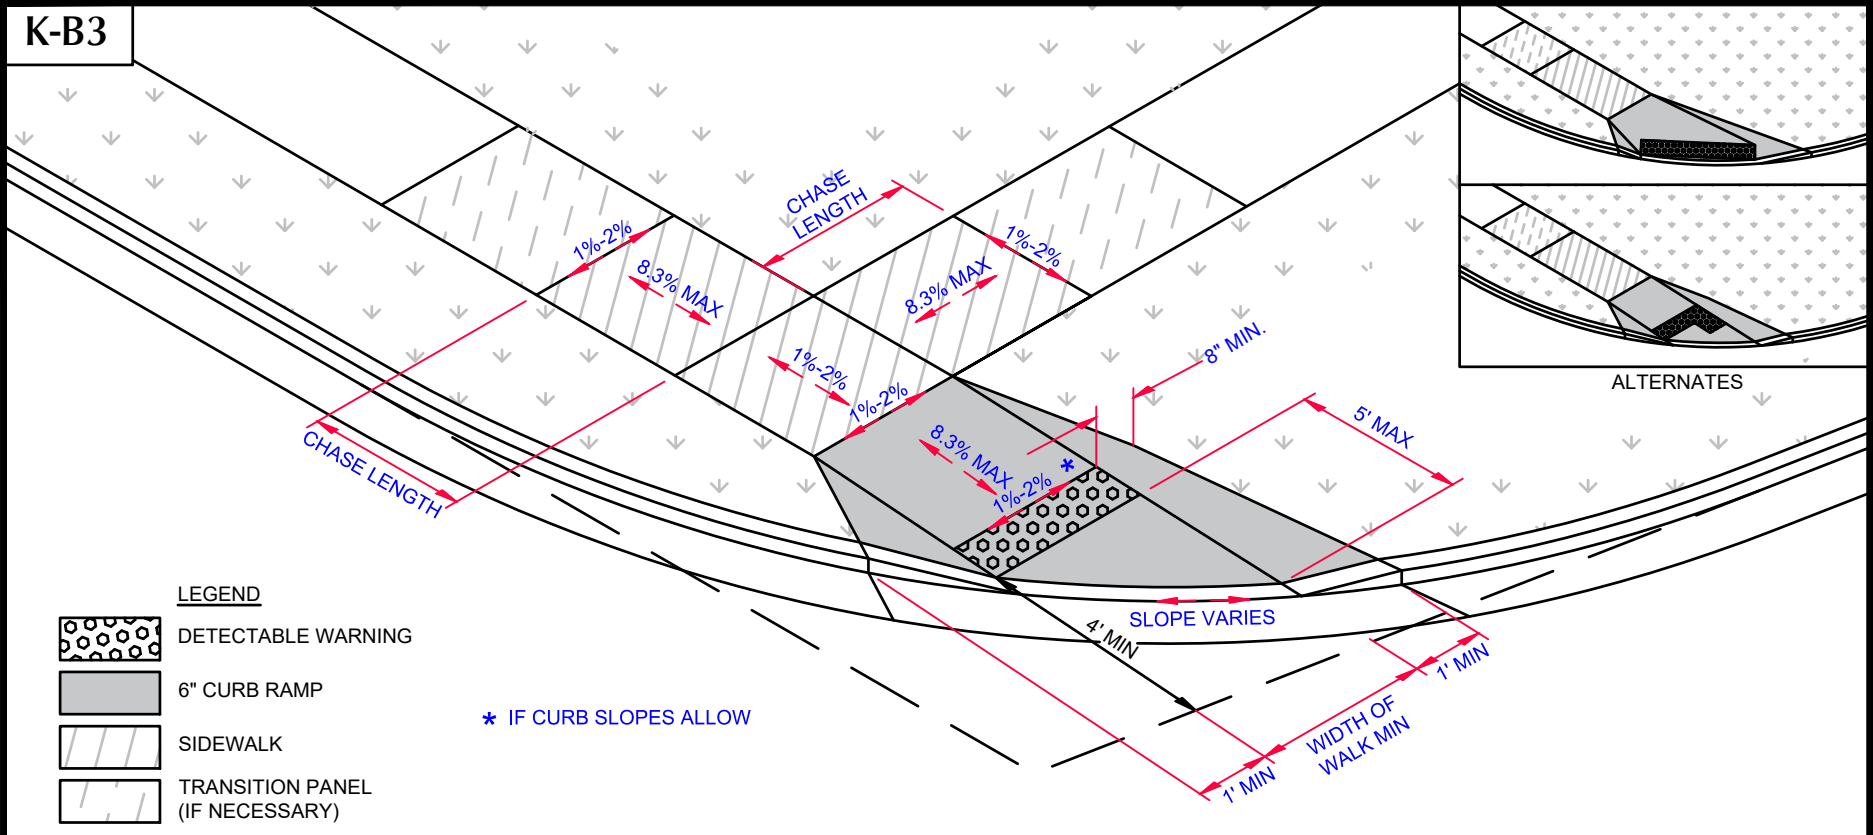 K-B3
CHASE
LENGTH
1%-2%
8.3% MAX
1%-2%
8.3% MAX
1%-2%
1%-2%
8" MIN.
8.3% MAX
1%-2%
*
5' MAX
CHASE LENGTH
ALTERNATES
SLOPE VARIES
4' MIN
1' MIN
WIDTH OF
WALK MIN
1' MIN
LEGEND
DETECTABLE WARNING
6" CURB RAMP
SIDEWALK
TRANSITION PANEL
(IF NECESSARY)
* IF CURB SLOPES ALLOW